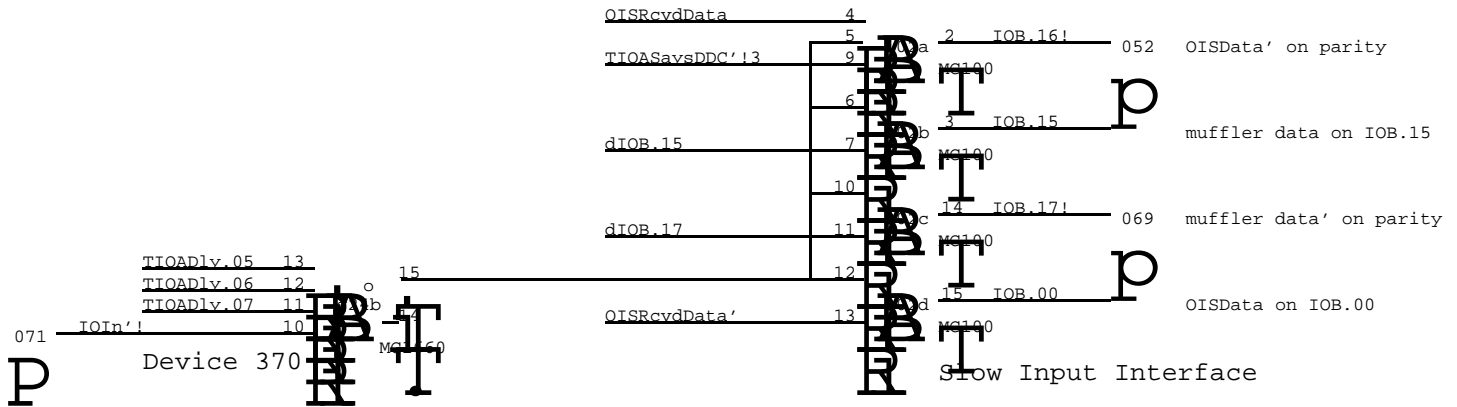 OISRcvdData 4
5 2 IOB.16! 052 OISData' on parity
TIOASaysDDC'!3 9
MC100
6
3 IOB.15 muffler data on IOB.15
dIOB.15 7
MC100
10
14 IOB.17! 069 muffler data' on parity
dIOB.17 11
MC100
TIOADly.05 13
15 12
TIOADly.06 12
15 IOB.00 OISData on IOB.00
TIOADly.07 11
OISRcvdData' 13
14
071 IOIn'! 10
MC100
Device 370
Slow Input Interface
P
p
p